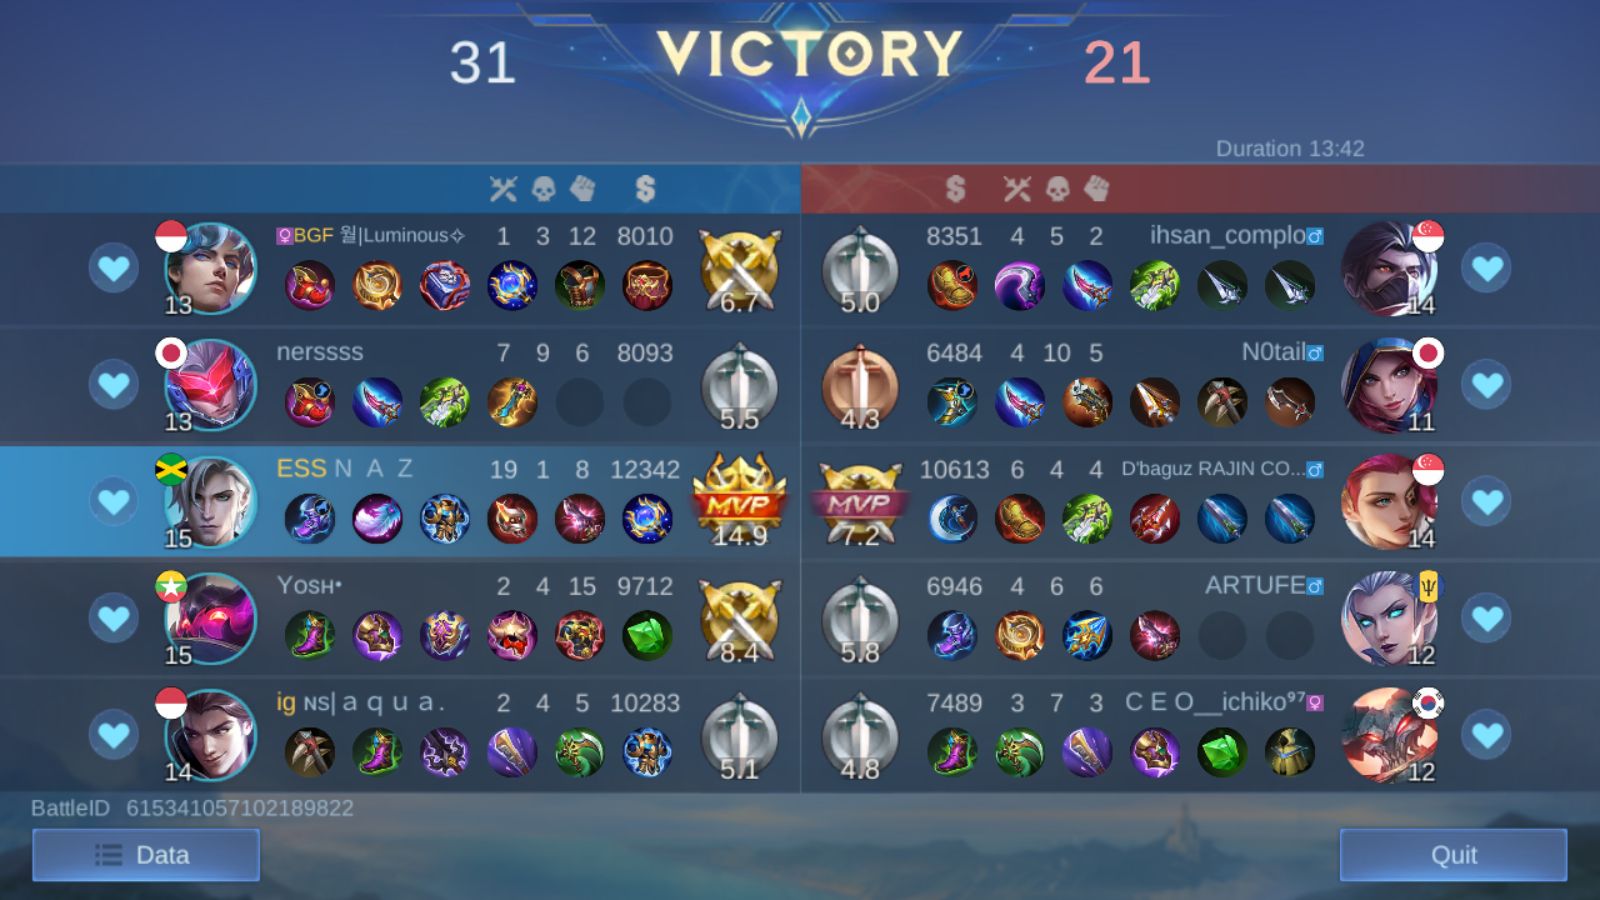 31 VICTORY 21
Duration 13:42
♀BGF 월|Luminous✧ 1 3 12 8010
13 6.7
8351 4 5 2 ihsan_complo♂
5.0 14
nerssss 7 9 6 8093
13 5.5
6484 4 10 5 N0tail♂
4.3 11
ESS N A Z 19 1 8 12342
15 MVP 14.9
10613 6 4 4 D'baguz RAJIN CO...♂
MVP 7.2 14
Yosʜ• 2 4 15 9712
15 8.4
6946 4 6 6 ARTUFE♂
5.8 12
ig ɴs| a q u a . 2 4 5 10283
14 5.1
7489 3 7 3 C E O__ichiko⁹⁷♀
4.8 12
BattleID 615341057102189822
Data
Quit